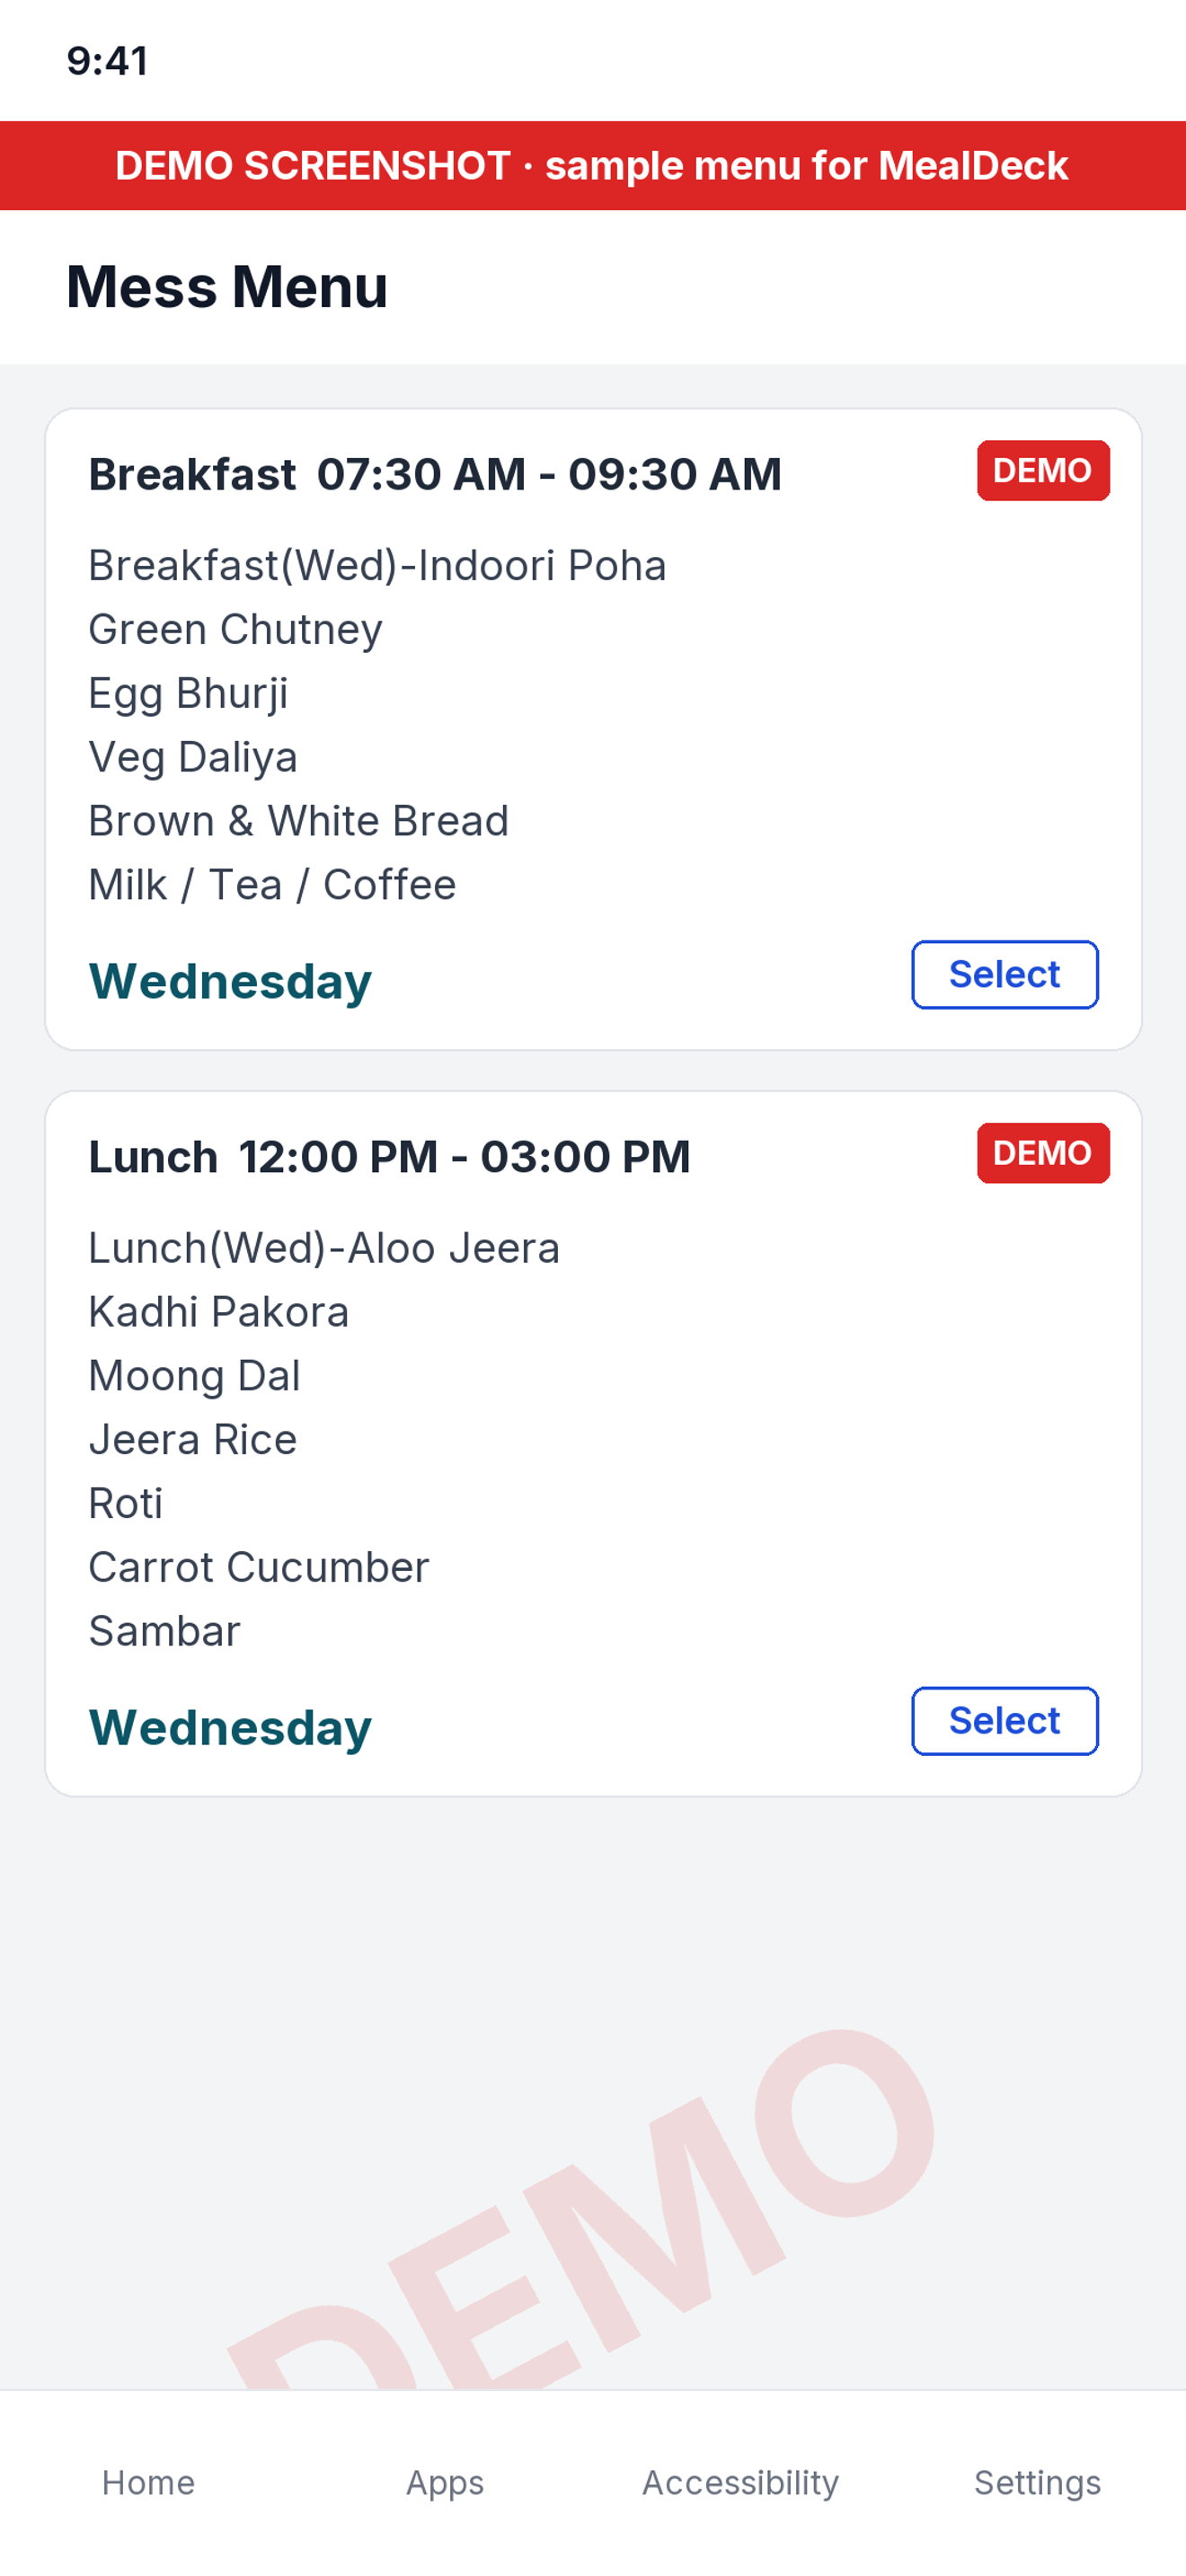 9:41
DEMO SCREENSHOT · sample menu for MealDeck
Mess Menu
Breakfast 07:30 AM - 09:30 AM
DEMO
Breakfast(Wed)-Indoori Poha
Green Chutney
Egg Bhurji
Veg Daliya
Brown & White Bread
Milk / Tea / Coffee
Wednesday
Select
Lunch 12:00 PM - 03:00 PM
DEMO
Lunch(Wed)-Aloo Jeera
Kadhi Pakora
Moong Dal
Jeera Rice
Roti
Carrot Cucumber
Sambar
Wednesday
Select
DEMO
Home
Apps
Accessibility
Settings